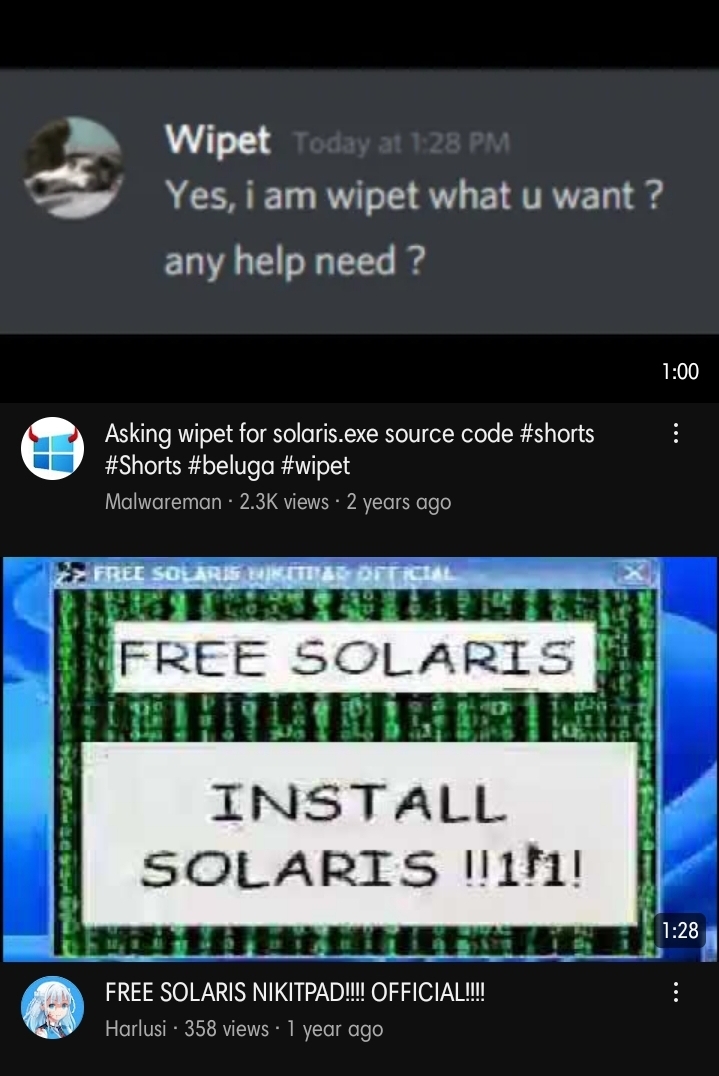 Wipet Today at 1:28 PM
Yes, i am wipet what u want ?
any help need ?
1:00
Asking wipet for solaris.exe source code #shorts
#Shorts #beluga #wipet
Malwareman · 2.3K views · 2 years ago
FREE SOLARIS NIKITPAD OFFICIAL
FREE SOLARIS
INSTALL
SOLARIS !!1!1!
1:28
FREE SOLARIS NIKITPAD!!!! OFFICIAL!!!!
Harlusi · 358 views · 1 year ago